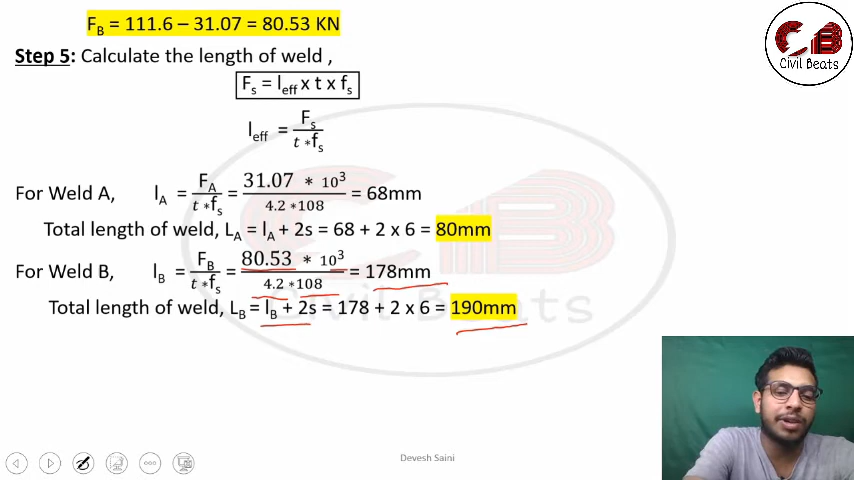 F_B = 111.6 – 31.07 = 80.53 KN
Step 5: Calculate the length of weld ,
F_s = l_eff x t x f_s
l_eff = F_s / t *f_s
For Weld A, l_A = F_A / t *f_s = 31.07 * 10^3 / 4.2 *108 = 68mm
Total length of weld, L_A = l_A + 2s = 68 + 2 x 6 = 80mm
For Weld B, l_B = F_B / t *f_s = 80.53 * 10^3 / 4.2 *108 = 178mm
Total length of weld, L_B = l_B + 2s = 178 + 2 x 6 = 190mm
Civil Beats
Devesh Saini
CB
Civil Beats